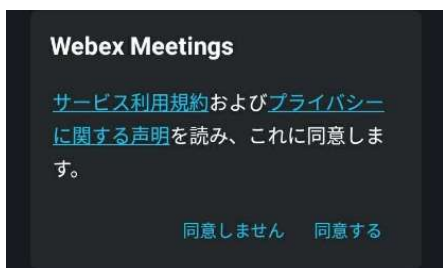 Webex Meetings
サービス利用規約およびプライバシー
に関する声明を読み、これに同意しま
す。
同意しません 同意する